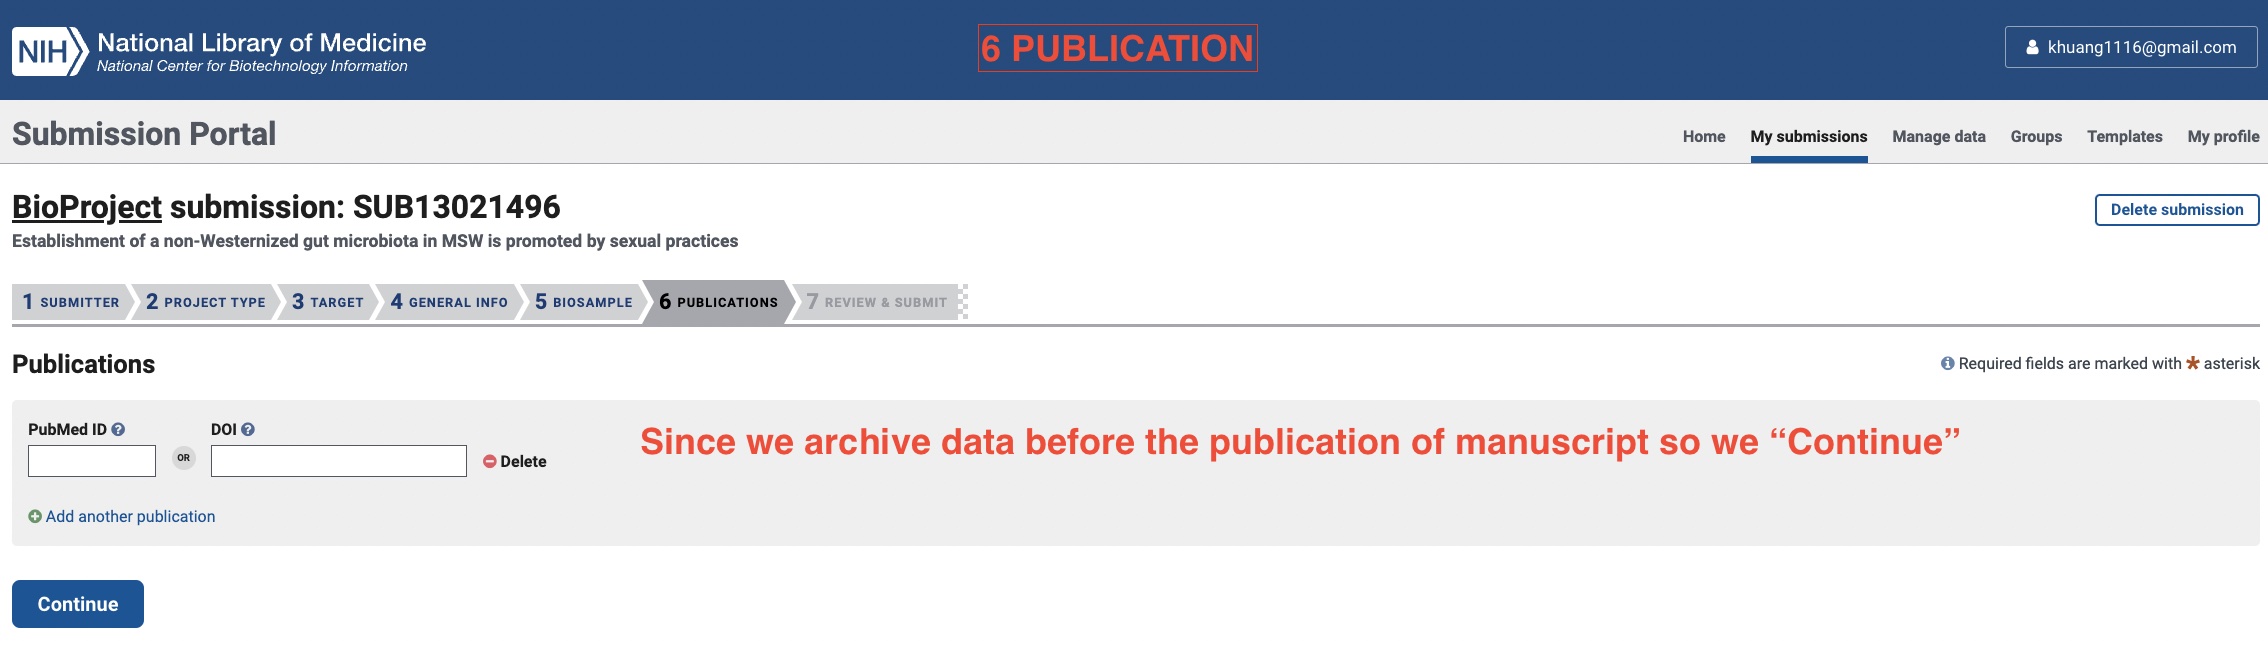 NIH National Library of Medicine
National Center for Biotechnology Information
6 PUBLICATION
khuang1116@gmail.com
Submission Portal
Home My submissions Manage data Groups Templates My profile
BioProject submission: SUB13021496
Delete submission
Establishment of a non-Westernized gut microbiota in MSW is promoted by sexual practices
1 SUBMITTER 2 PROJECT TYPE 3 TARGET 4 GENERAL INFO 5 BIOSAMPLE 6 PUBLICATIONS 7 REVIEW & SUBMIT
Publications
Required fields are marked with * asterisk
PubMed ID ? DOI ?
OR
Delete
Since we archive data before the publication of manuscript so we “Continue”
Add another publication
Continue